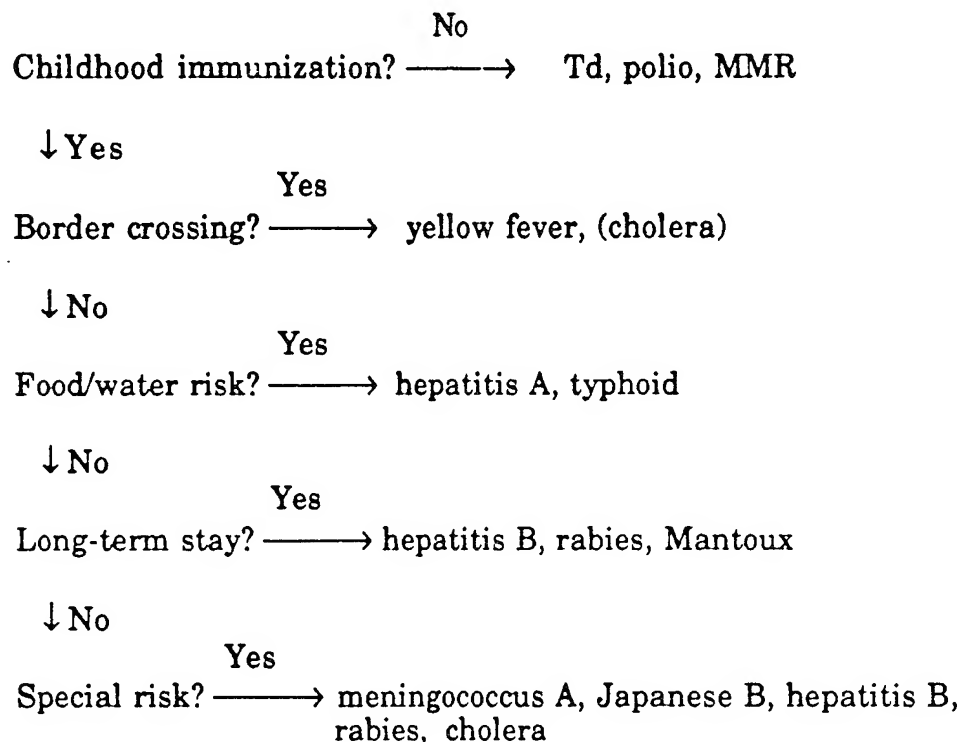 No
Childhood immunization? ⟶ Td, polio, MMR
↓ Yes
Yes
Border crossing? ⟶ yellow fever, (cholera)
↓ No
Yes
Food/water risk? ⟶ hepatitis A, typhoid
↓ No
Yes
Long-term stay? ⟶ hepatitis B, rabies, Mantoux
↓ No
Yes
Special risk? ⟶ meningococcus A, Japanese B, hepatitis B,
rabies, cholera